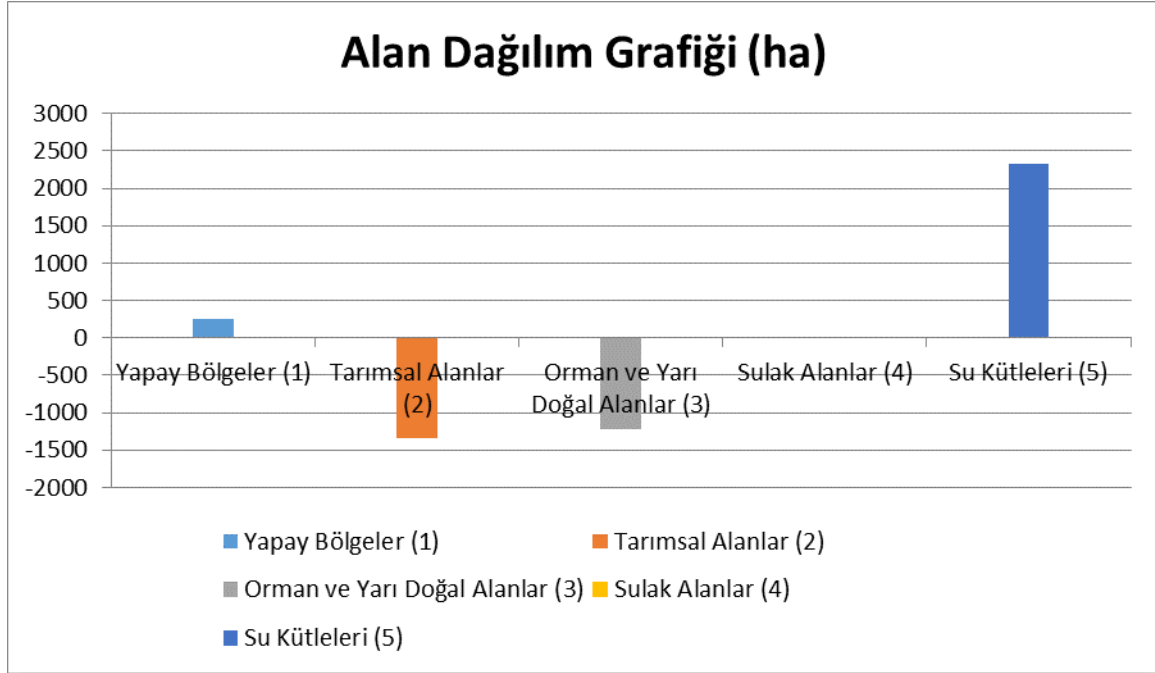 Alan Dağılım Grafiği (ha)
3000
2500
2000
1500
1000
500
0
-500
-1000
-1500
-2000
Yapay Bölgeler (1)
Tarımsal Alanlar
(2)
Orman ve Yarı
Doğal Alanlar (3)
Sulak Alanlar (4)
Su Kütleleri (5)
Yapay Bölgeler (1)
Tarımsal Alanlar (2)
Orman ve Yarı Doğal Alanlar (3)
Sulak Alanlar (4)
Su Kütleleri (5)